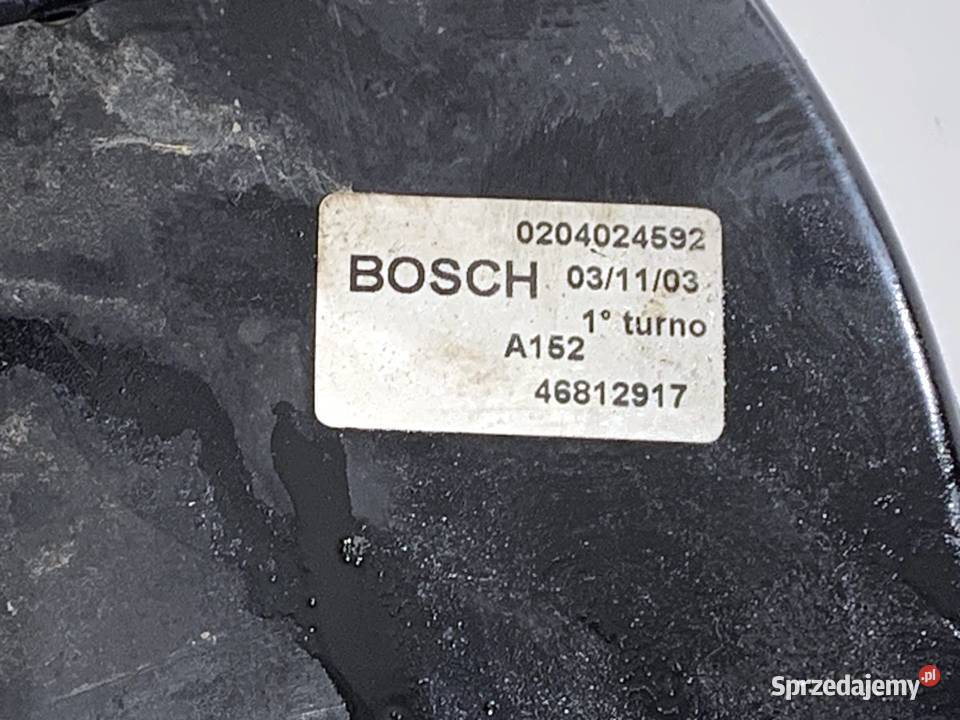 0204024592
BOSCH 03/11/03
1° turno
A152
46812917
Sprzedajemy.pl